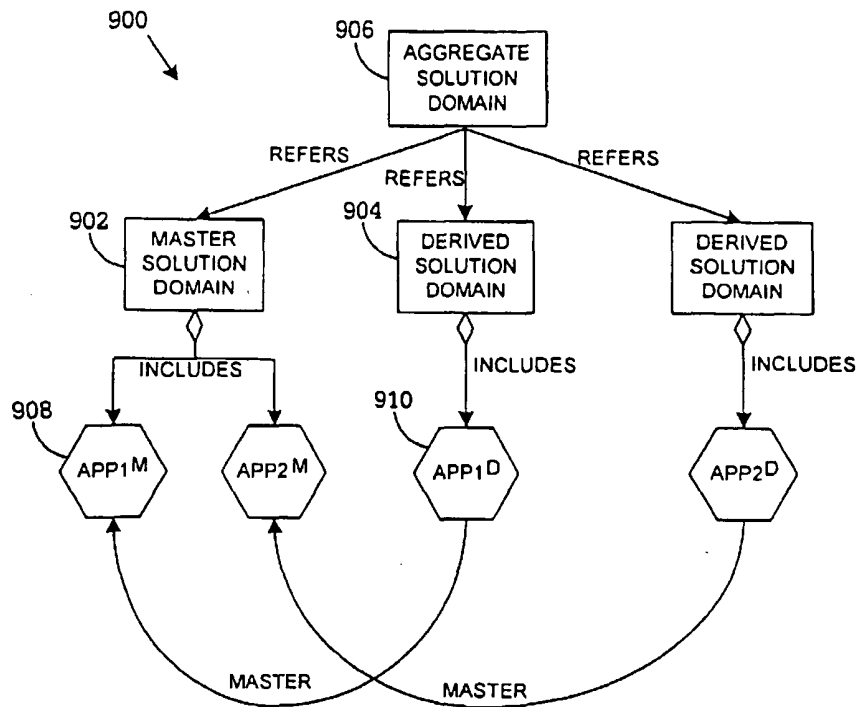 900
906
AGGREGATE
SOLUTION
DOMAIN
REFERS
REFERS
REFERS
902
MASTER
SOLUTION
DOMAIN
904
DERIVED
SOLUTION
DOMAIN
DERIVED
SOLUTION
DOMAIN
INCLUDES
INCLUDES
INCLUDES
908
APP1M
APP2M
910
APP1D
APP2D
MASTER
MASTER